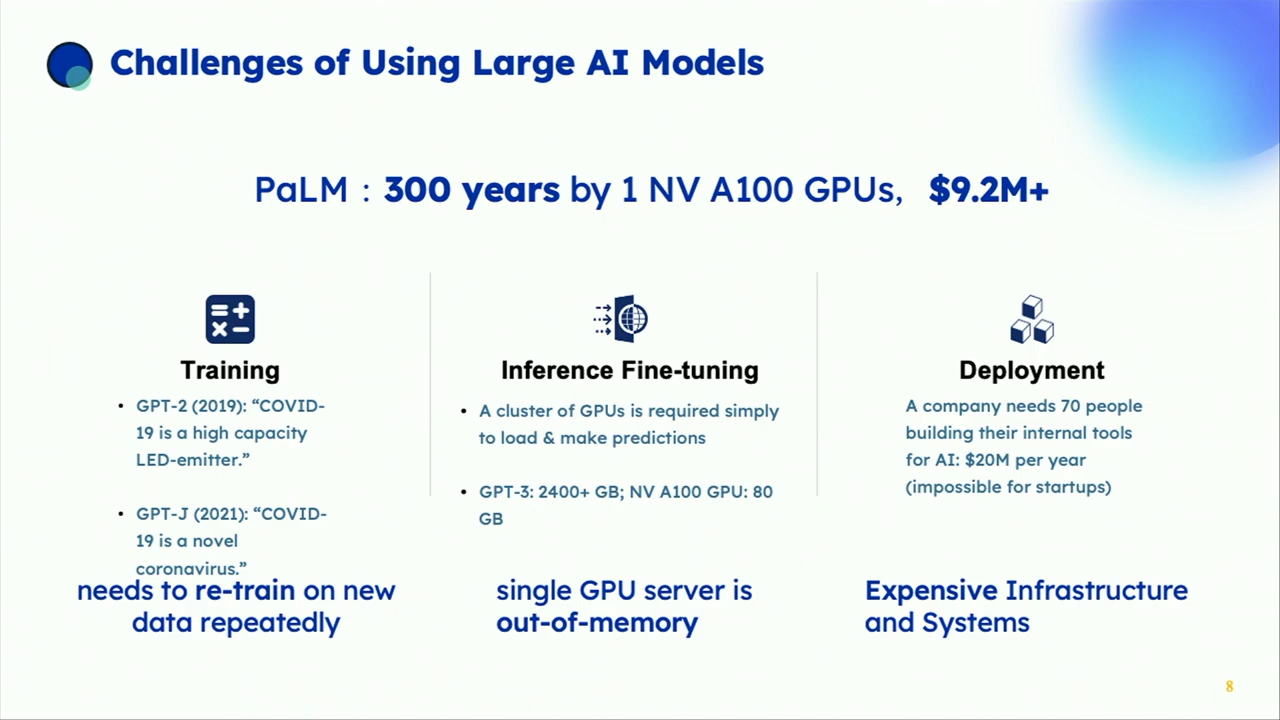 Challenges of Using Large AI Models
PaLM : 300 years by 1 NV A100 GPUs, $9.2M+
Training
• GPT-2 (2019): “COVID-
19 is a high capacity
LED-emitter.”
• GPT-J (2021): “COVID-
19 is a novel
coronavirus.”
needs to re-train on new
data repeatedly
Inference Fine-tuning
• A cluster of GPUs is required simply
to load & make predictions
• GPT-3: 2400+ GB; NV A100 GPU: 80
GB
single GPU server is
out-of-memory
Deployment
A company needs 70 people
building their internal tools
for AI: $20M per year
(impossible for startups)
Expensive Infrastructure
and Systems
8